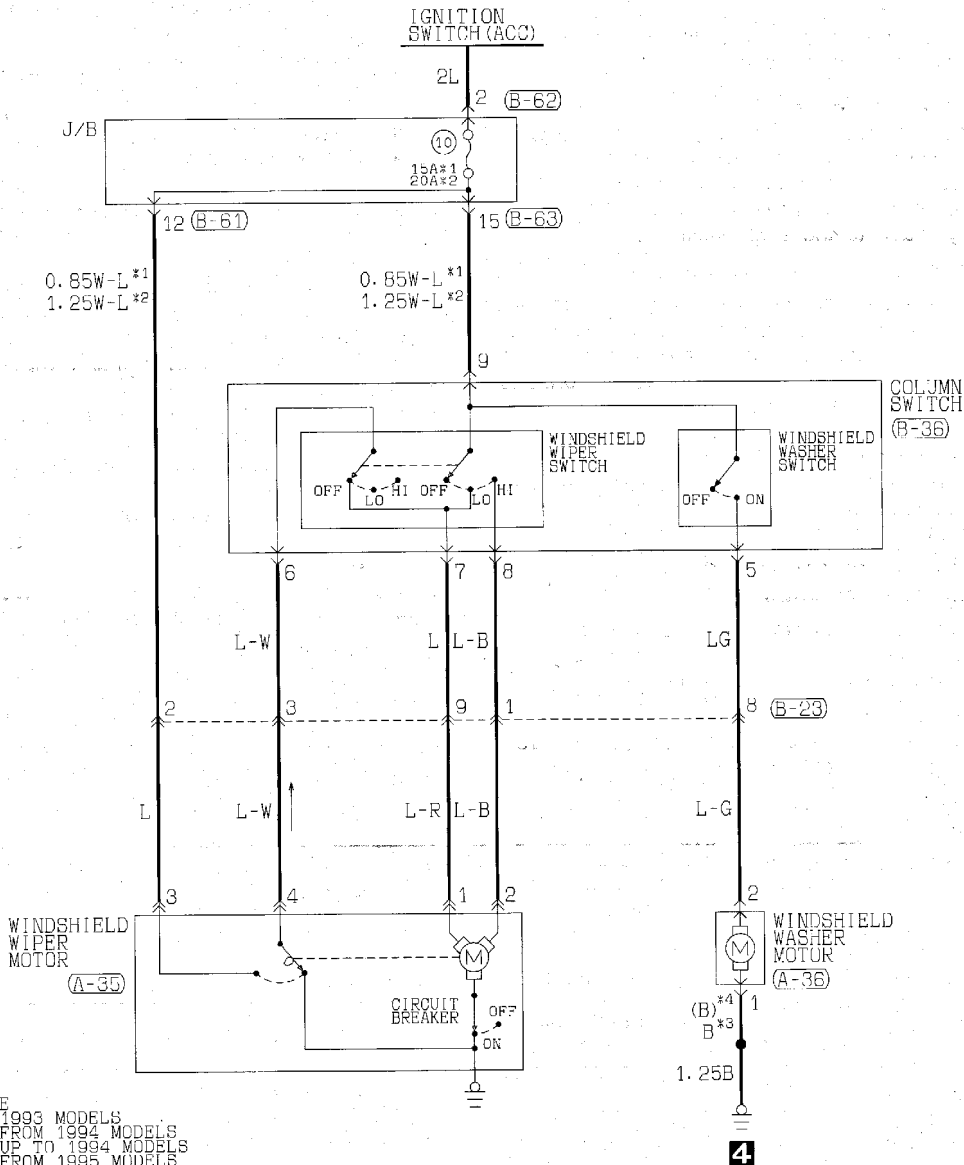 IGNITION
SWITCH (ACC)
2L
2 (B-62)
J/B
10
15A*1
20A*2
12 (B-61)
15 (B-63)
0.85W-L*1
1.25W-L*2
0.85W-L*1
1.25W-L*2
9
COLUMN
SWITCH
(B-36)
WINDSHIELD
WIPER
SWITCH
WINDSHIELD
WASHER
SWITCH
OFF LO HI OFF LO HI
OFF ON
6 7 8 5
L-W L L-B LG
2 3 9 1 8 (B-23)
L L-W L-R L-B L-G
3 4 1 2 2
WINDSHIELD
WIPER
MOTOR
(A-35)
M
CIRCUIT
BREAKER
OFF
ON
M
WINDSHIELD
WASHER
MOTOR
(A-36)
1
(B)*4
B*3
1.25B
4
E
1993 MODELS
FROM 1994 MODELS
UP TO 1994 MODELS
FROM 1995 MODELS